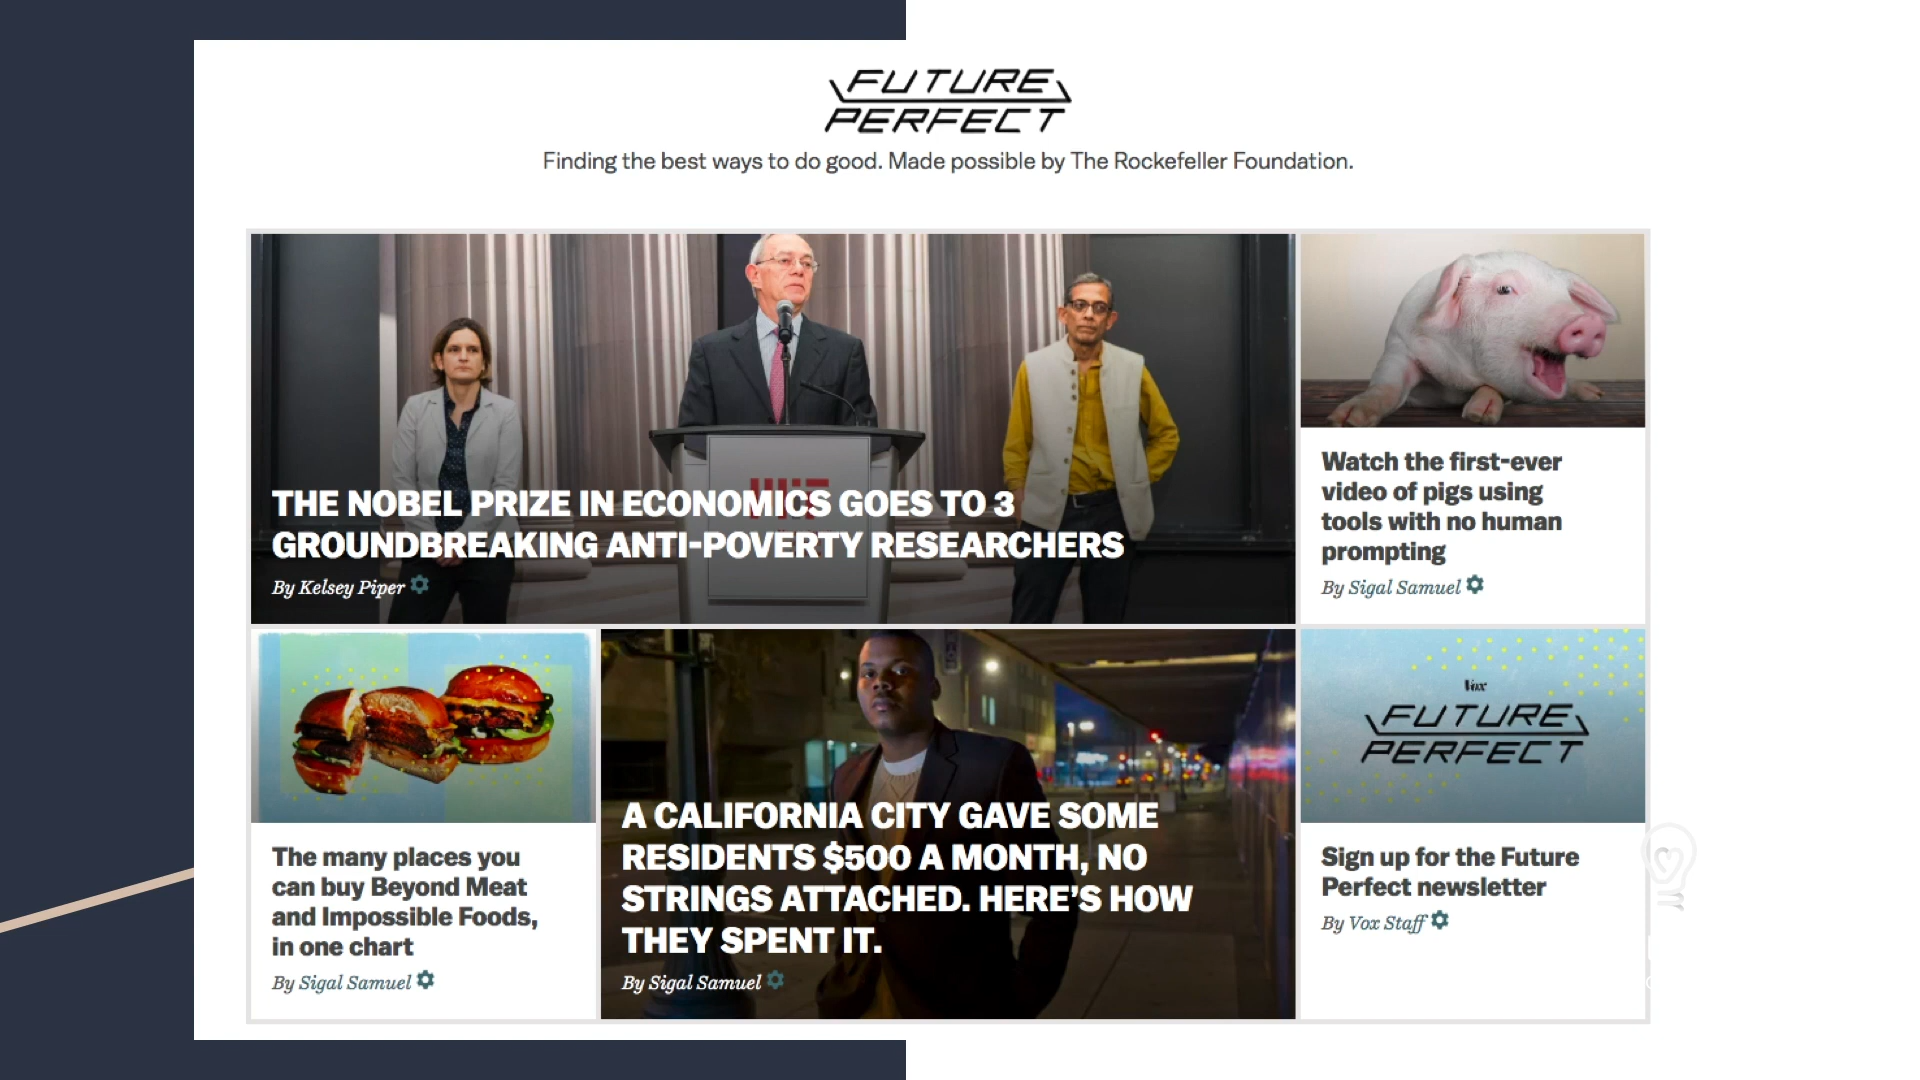 FUTURE
PERFECT
Finding the best ways to do good. Made possible by The Rockefeller Foundation.
MIT
THE NOBEL PRIZE IN ECONOMICS GOES TO 3
GROUNDBREAKING ANTI-POVERTY RESEARCHERS
By Kelsey Piper
Watch the first-ever
video of pigs using
tools with no human
prompting
By Sigal Samuel
The many places you
can buy Beyond Meat
and Impossible Foods,
in one chart
By Sigal Samuel
A CALIFORNIA CITY GAVE SOME
RESIDENTS $500 A MONTH, NO
STRINGS ATTACHED. HERE’S HOW
THEY SPENT IT.
By Sigal Samuel
Vox
FUTURE
PERFECT
Sign up for the Future
Perfect newsletter
By Vox Staff